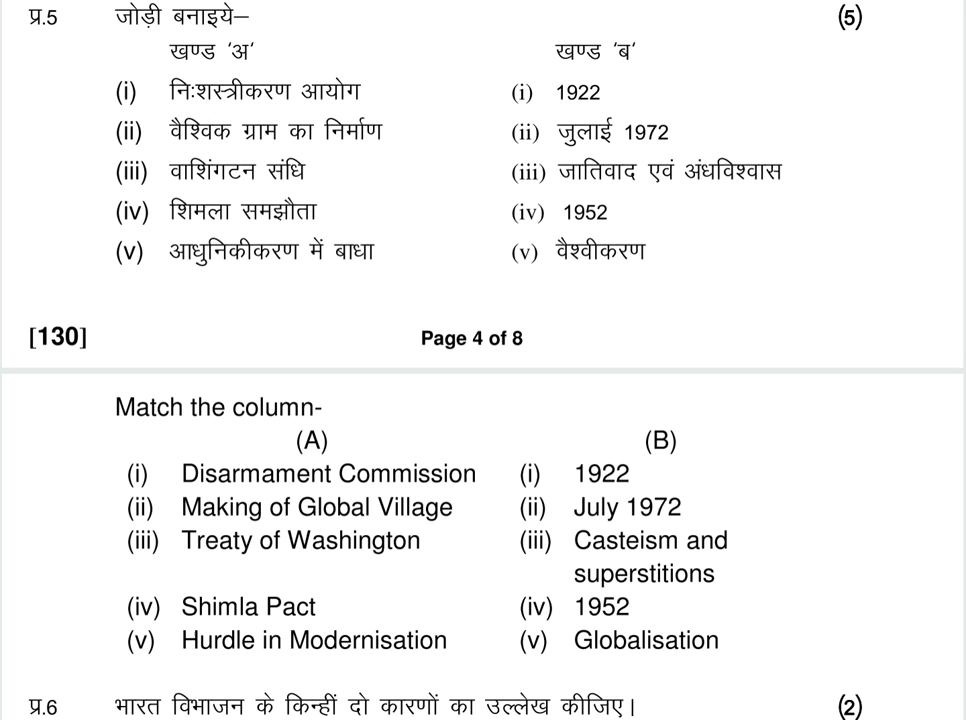 प्र.5 जोड़ी बनाइये– (5)
खण्ड ‘अ’ खण्ड ‘ब‘
(i) निःशस्त्रीकरण आयोग (i) 1922
(ii) वैश्विक ग्राम का निर्माण (ii) जुलाई 1972
(iii) वाशिंगटन संधि (iii) जातिवाद एवं अंधविश्वास
(iv) शिमला समझौता (iv) 1952
(v) आधुनिकीकरण में बाधा (v) वैश्वीकरण
[130] Page 4 of 8
Match the column-
(A) (B)
(i) Disarmament Commission (i) 1922
(ii) Making of Global Village (ii) July 1972
(iii) Treaty of Washington (iii) Casteism and
superstitions
(iv) Shimla Pact (iv) 1952
(v) Hurdle in Modernisation (v) Globalisation
प्र.6 भारत विभाजन के किन्हीं दो कारणों का उल्लेख कीजिए। (2)